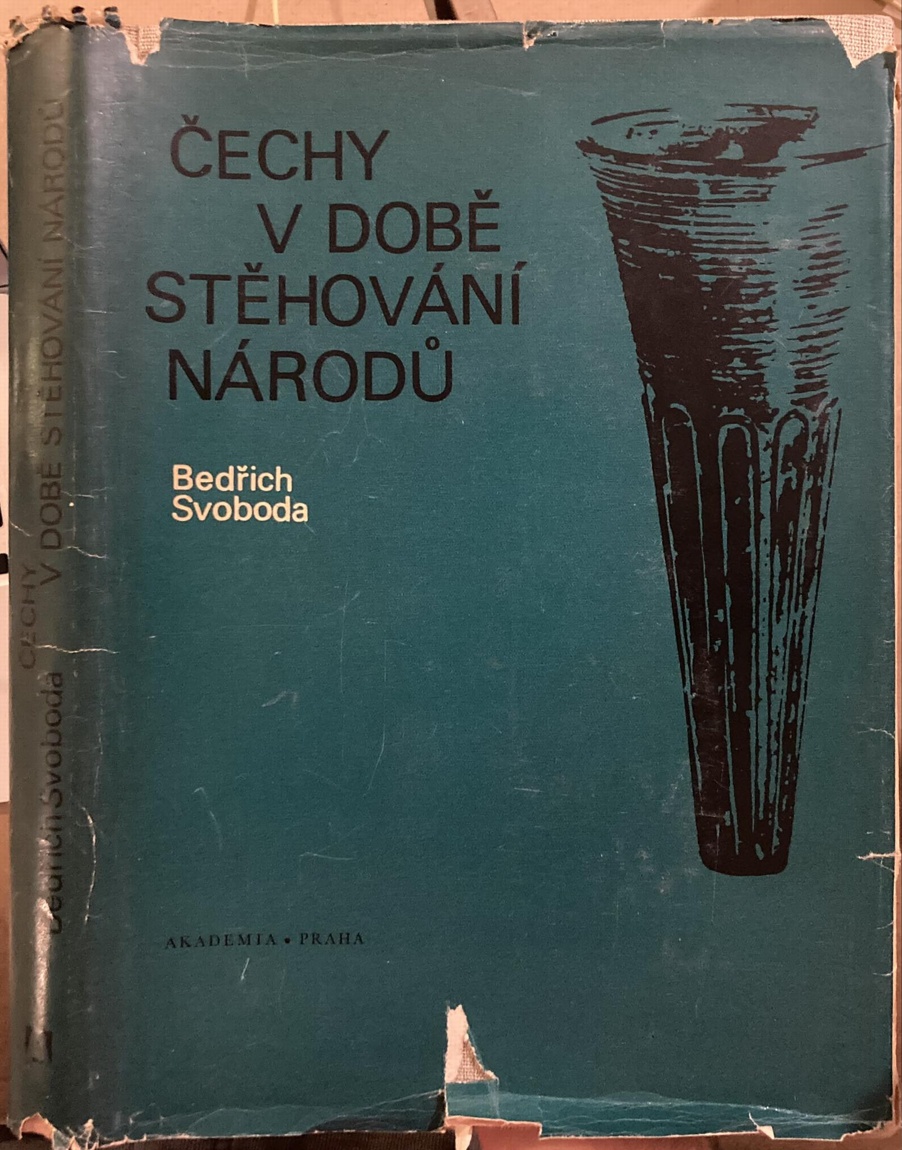 ČECHY
V DOBĚ
STĚHOVÁNÍ
NÁRODŮ
Bedřich
Svoboda
AKADEMIA • PRAHA
Bedřich Svoboda
ČECHY
V DOBĚ STĚHOVÁNÍ NÁRODŮ